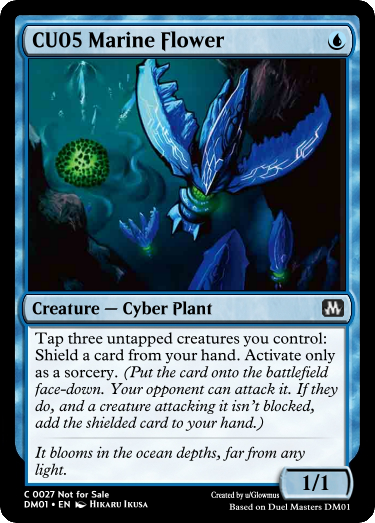 CU05 Marine Flower
Creature — Cyber Plant
Tap three untapped creatures you control:
Shield a card from your hand. Activate only
as a sorcery. (Put the card onto the battlefield
face-down. Your opponent can attack it. If they
do, and a creature attacking it isn't blocked,
add the shielded card to your hand.)
It blooms in the ocean depths, far from any
light.
1/1
C 0027 Not for Sale
DM01 • EN Hikaru Ikusa
Created by u/Glowmus
Based on Duel Masters DM01